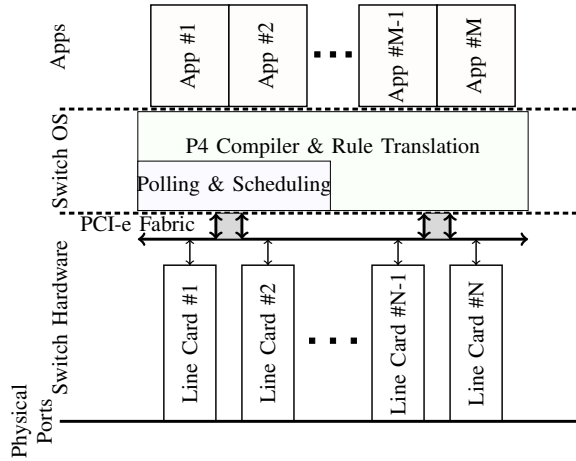 Apps
App #1
App #2
App #M-1
App #M
Switch OS
P4 Compiler & Rule Translation
Polling & Scheduling
PCI-e Fabric
Switch Hardware
Line Card #1
Line Card #2
Line Card #N-1
Line Card #N
Physical
Ports